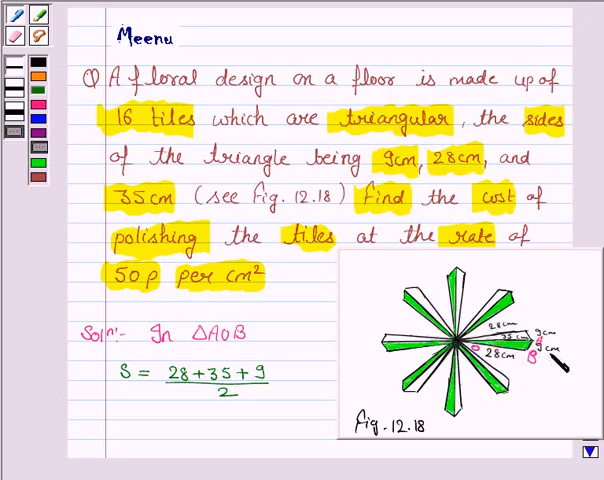 Meenu
Q A floral design on a floor is made up of
16 tiles which are triangular, the sides
of the triangle being 9cm, 28cm, and
35cm (see Fig. 12.18) Find the cost of
polishing the tiles at the rate of
50p per cm²
Soln:- In ΔAOB
S = 28+35+9
2
28cm
9cm
35cm
A
9cm
O
28cm
B
Fig. 12.18